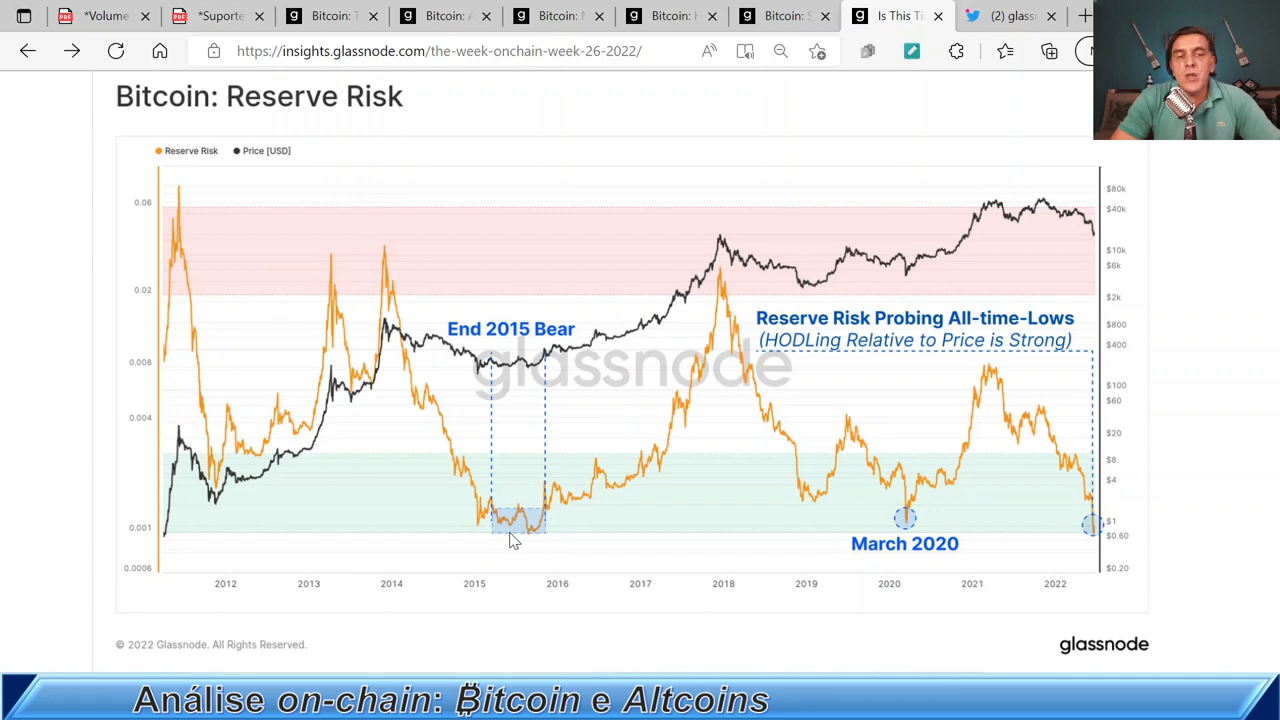 *Volume
*Suporte
Bitcoin: T
Bitcoin: A
Bitcoin: N
Bitcoin: E
Bitcoin: S
Is This Ti
(2) glass
https://insights.glassnode.com/the-week-onchain-week-26-2022/
Bitcoin: Reserve Risk
Reserve Risk Price [USD]
0.06
0.02
0.008
0.004
0.001
0.0006
$80k
$40k
$10k
$6k
$2k
$800
$400
$100
$60
$20
$8
$4
$1
$0.60
$0.20
End 2015 Bear
Reserve Risk Probing All-time-Lows
(HODLing Relative to Price is Strong)
glassnode
March 2020
2012 2013 2014 2015 2016 2017 2018 2019 2020 2021 2022
© 2022 Glassnode. All Rights Reserved.
glassnode
Análise on-chain: ₿itcoin e Altcoins